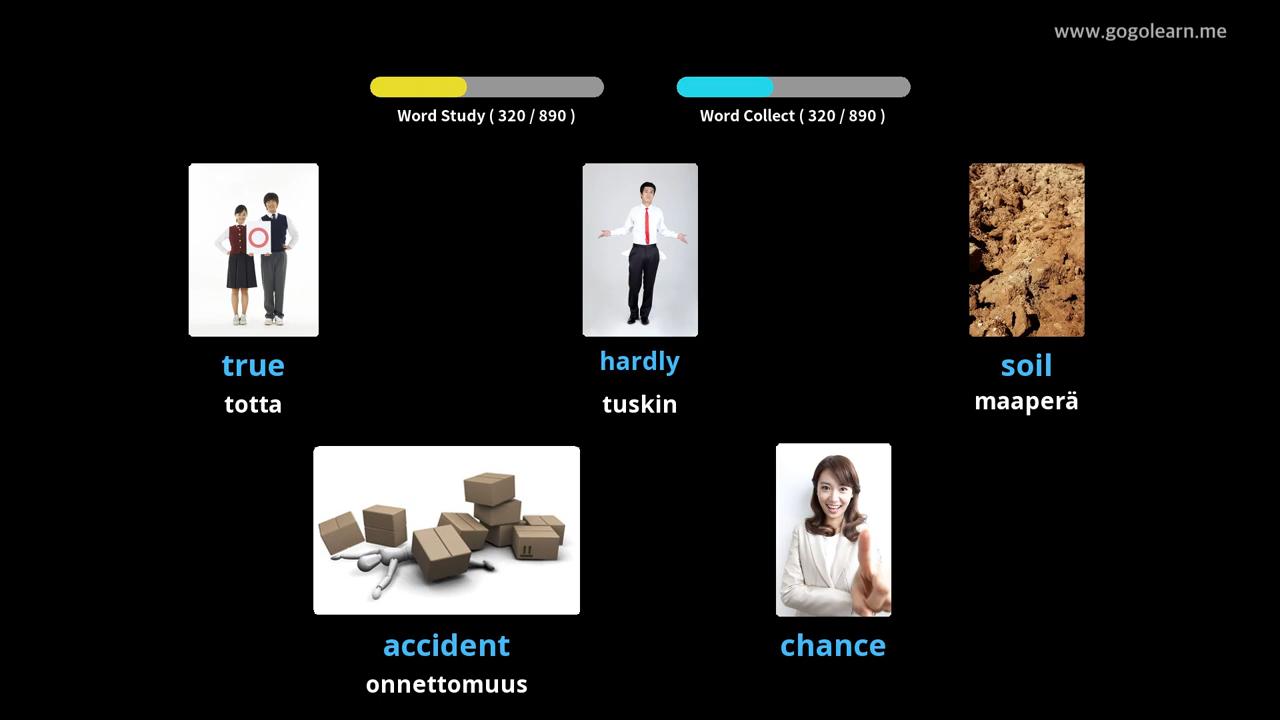 www.gogolearn.me
Word Study ( 320 / 890 )
Word Collect ( 320 / 890 )
true
totta
hardly
tuskin
soil
maaperä
accident
onnettomuus
chance